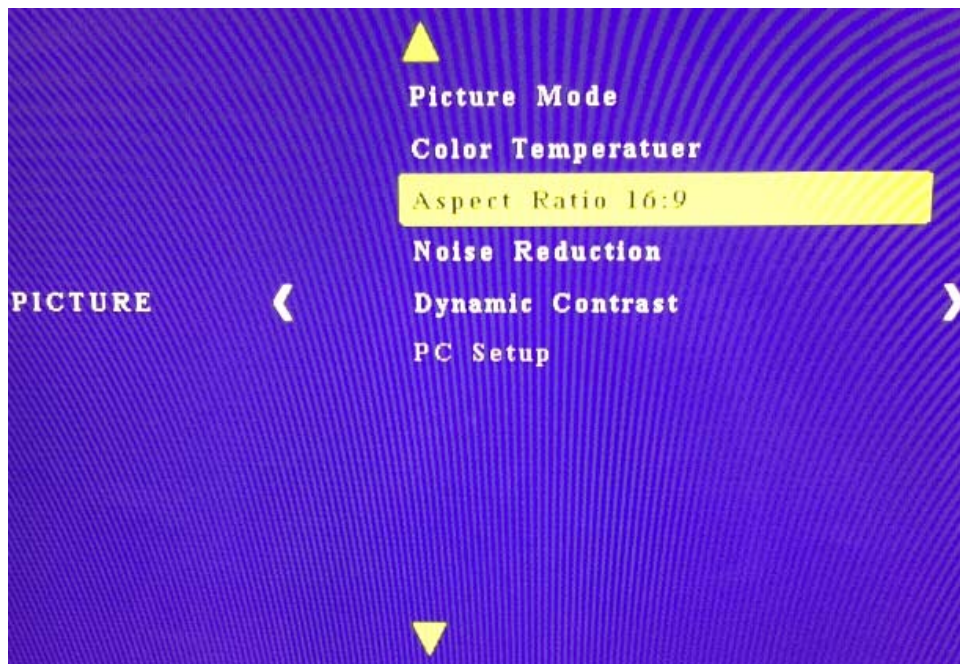 Picture Mode
Color Temperatuer
Aspect Ratio 16:9
Noise Reduction
PICTURE
Dynamic Contrast
PC Setup